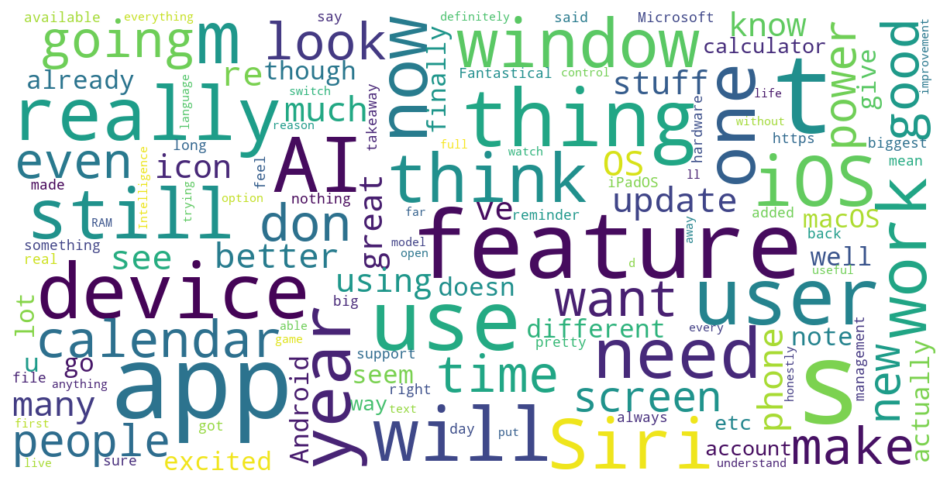 available everything say definitely said Microsoft
going m look now window know power good improvement
already re though finally Fantastical control stuff calculator give
really language switch much takeaway thing one life t
reason hardware without https biggest
even long icon AI think OS ll iOS mean
made Intelligence trying feel great full watch iPadOS added work
still RAM option nothing don ve reminder update macOS
something real see better far model open feature away back well
lot device using doesn d want user useful
u calendar able game big use different every note new
file go year support pretty need phone honestly management actually
anything Android seem time screen
many app right
first got way text always etc
people sure day put will Siri account make
live excited understand